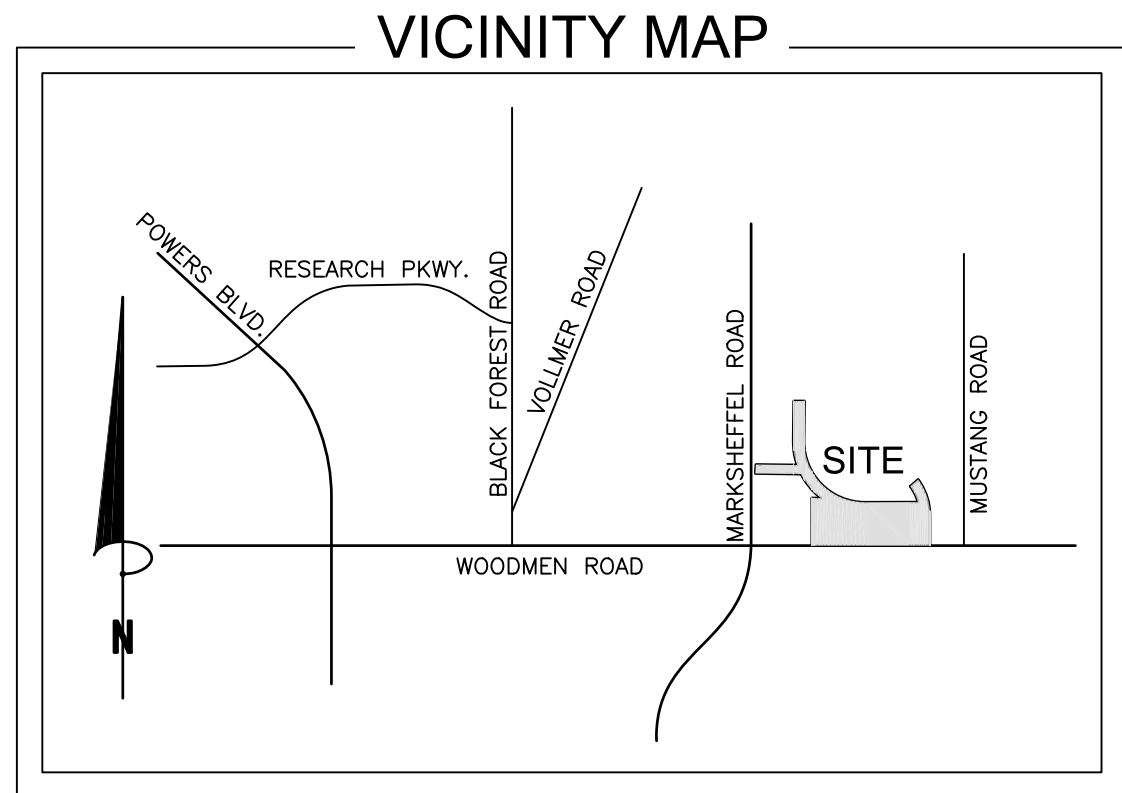 VICINITY MAP
POWERS BLVD.
RESEARCH PKWY.
BLACK FOREST ROAD
VOLLMER ROAD
MARKSHEFFEL ROAD
SITE
MUSTANG ROAD
WOODMEN ROAD
N